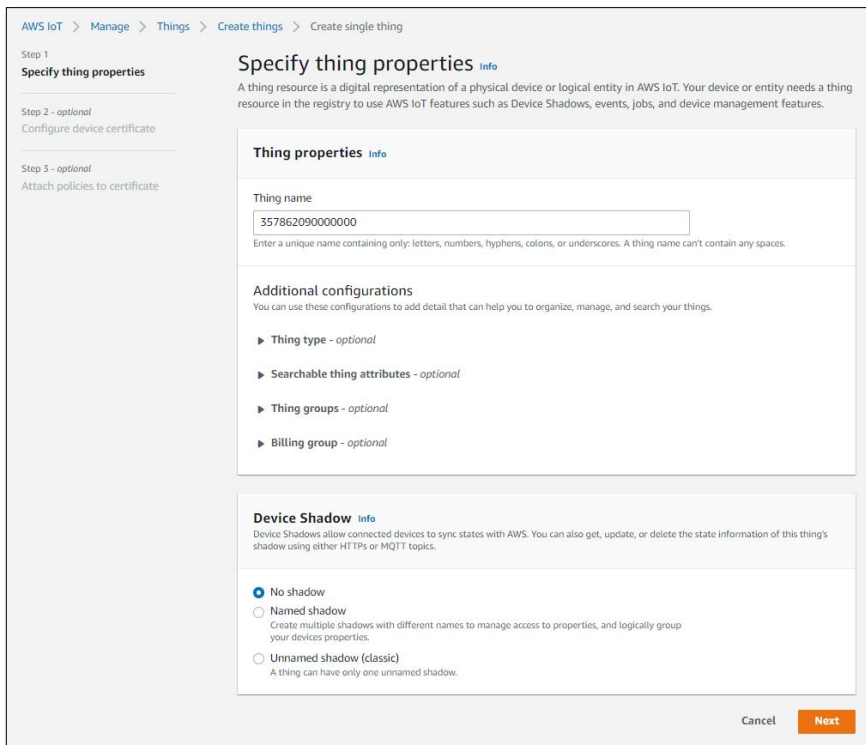 AWS IoT > Manage > Things > Create things > Create single thing
Step 1
Specify thing properties
Step 2 - optional
Configure device certificate
Step 3 - optional
Attach policies to certificate
Specify thing properties Info
A thing resource is a digital representation of a physical device or logical entity in AWS IoT. Your device or entity needs a thing
resource in the registry to use AWS IoT features such as Device Shadows, events, jobs, and device management features.
Thing properties Info
Thing name
357862090000000
Enter a unique name containing only: letters, numbers, hyphens, colons, or underscores. A thing name can't contain any spaces.
Additional configurations
You can use these configurations to add detail that can help you to organize, manage, and search your things.
Thing type - optional
Searchable thing attributes - optional
Thing groups - optional
Billing group - optional
Device Shadow Info
Device Shadows allow connected devices to sync states with AWS. You can also get, update, or delete the state information of this thing's
shadow using either HTTPs or MQTT topics.
No shadow
Named shadow
Create multiple shadows with different names to manage access to properties, and logically group
your devices properties.
Unnamed shadow (classic)
A thing can have only one unnamed shadow.
Cancel
Next